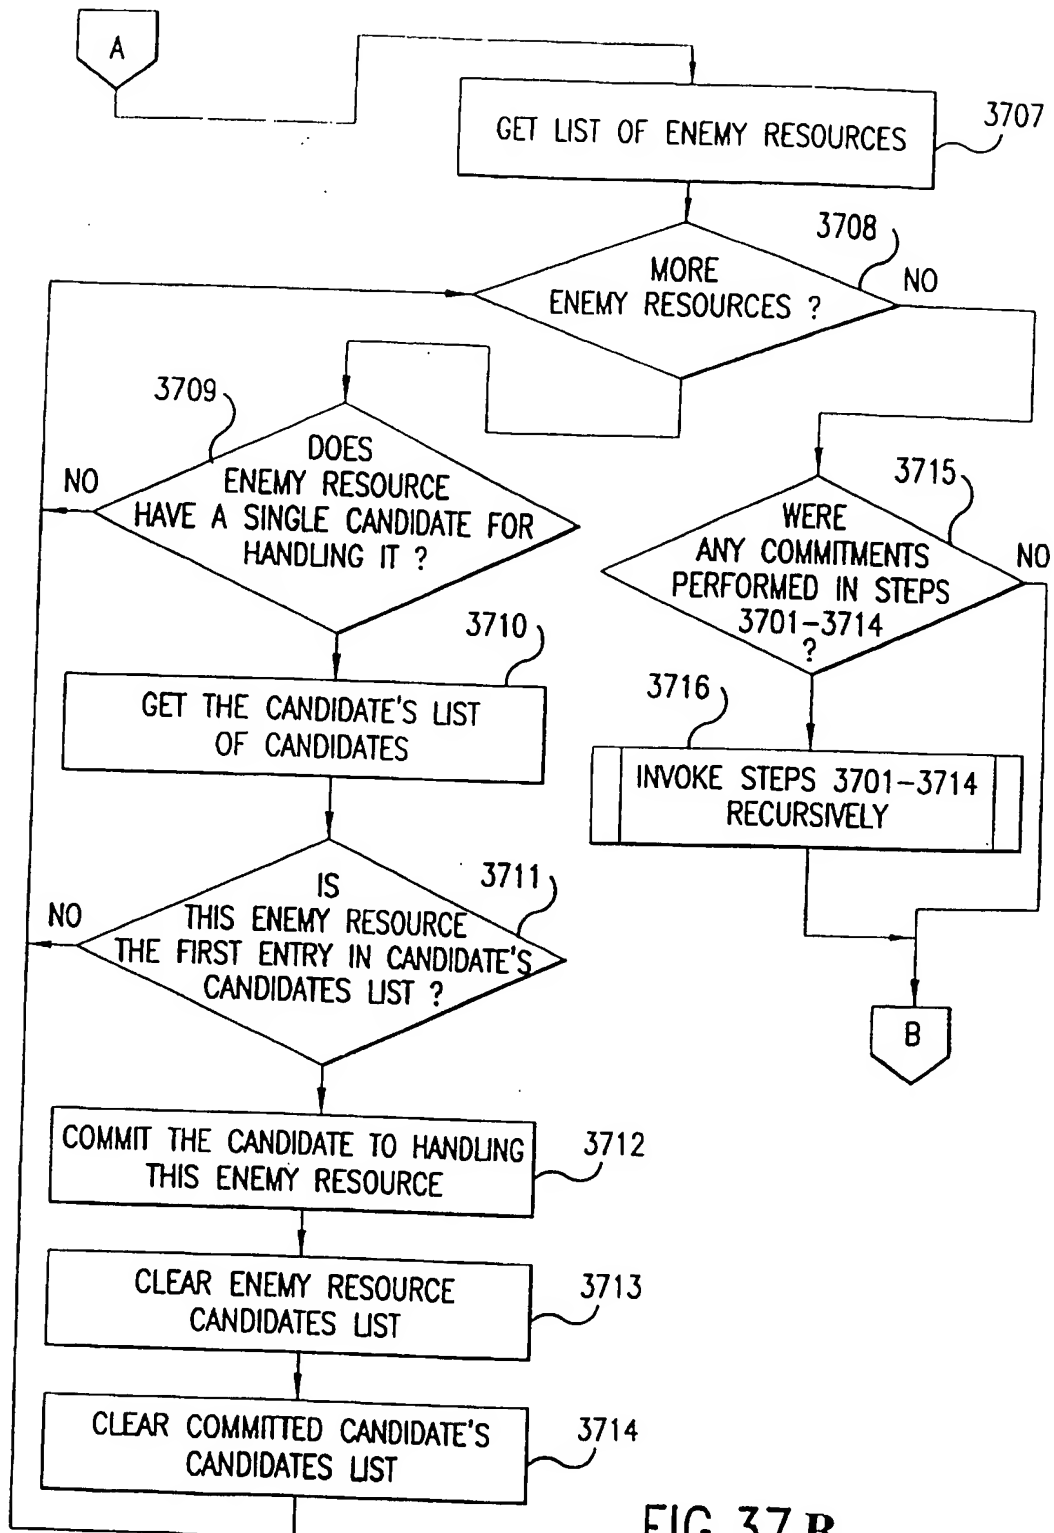 A
GET LIST OF ENEMY RESOURCES
3707
3708
MORE
ENEMY RESOURCES ?
NO
3709
DOES
ENEMY RESOURCE
HAVE A SINGLE CANDIDATE FOR
HANDLING IT ?
NO
3710
GET THE CANDIDATE'S LIST
OF CANDIDATES
3711
IS
THIS ENEMY RESOURCE
THE FIRST ENTRY IN CANDIDATE'S
CANDIDATES LIST ?
NO
COMMIT THE CANDIDATE TO HANDLING
THIS ENEMY RESOURCE
3712
CLEAR ENEMY RESOURCE
CANDIDATES LIST
3713
CLEAR COMMITTED CANDIDATE'S
CANDIDATES LIST
3714
3715
WERE
ANY COMMITMENTS
PERFORMED IN STEPS
3701-3714
?
NO
3716
INVOKE STEPS 3701-3714
RECURSIVELY
B
FIG.37B